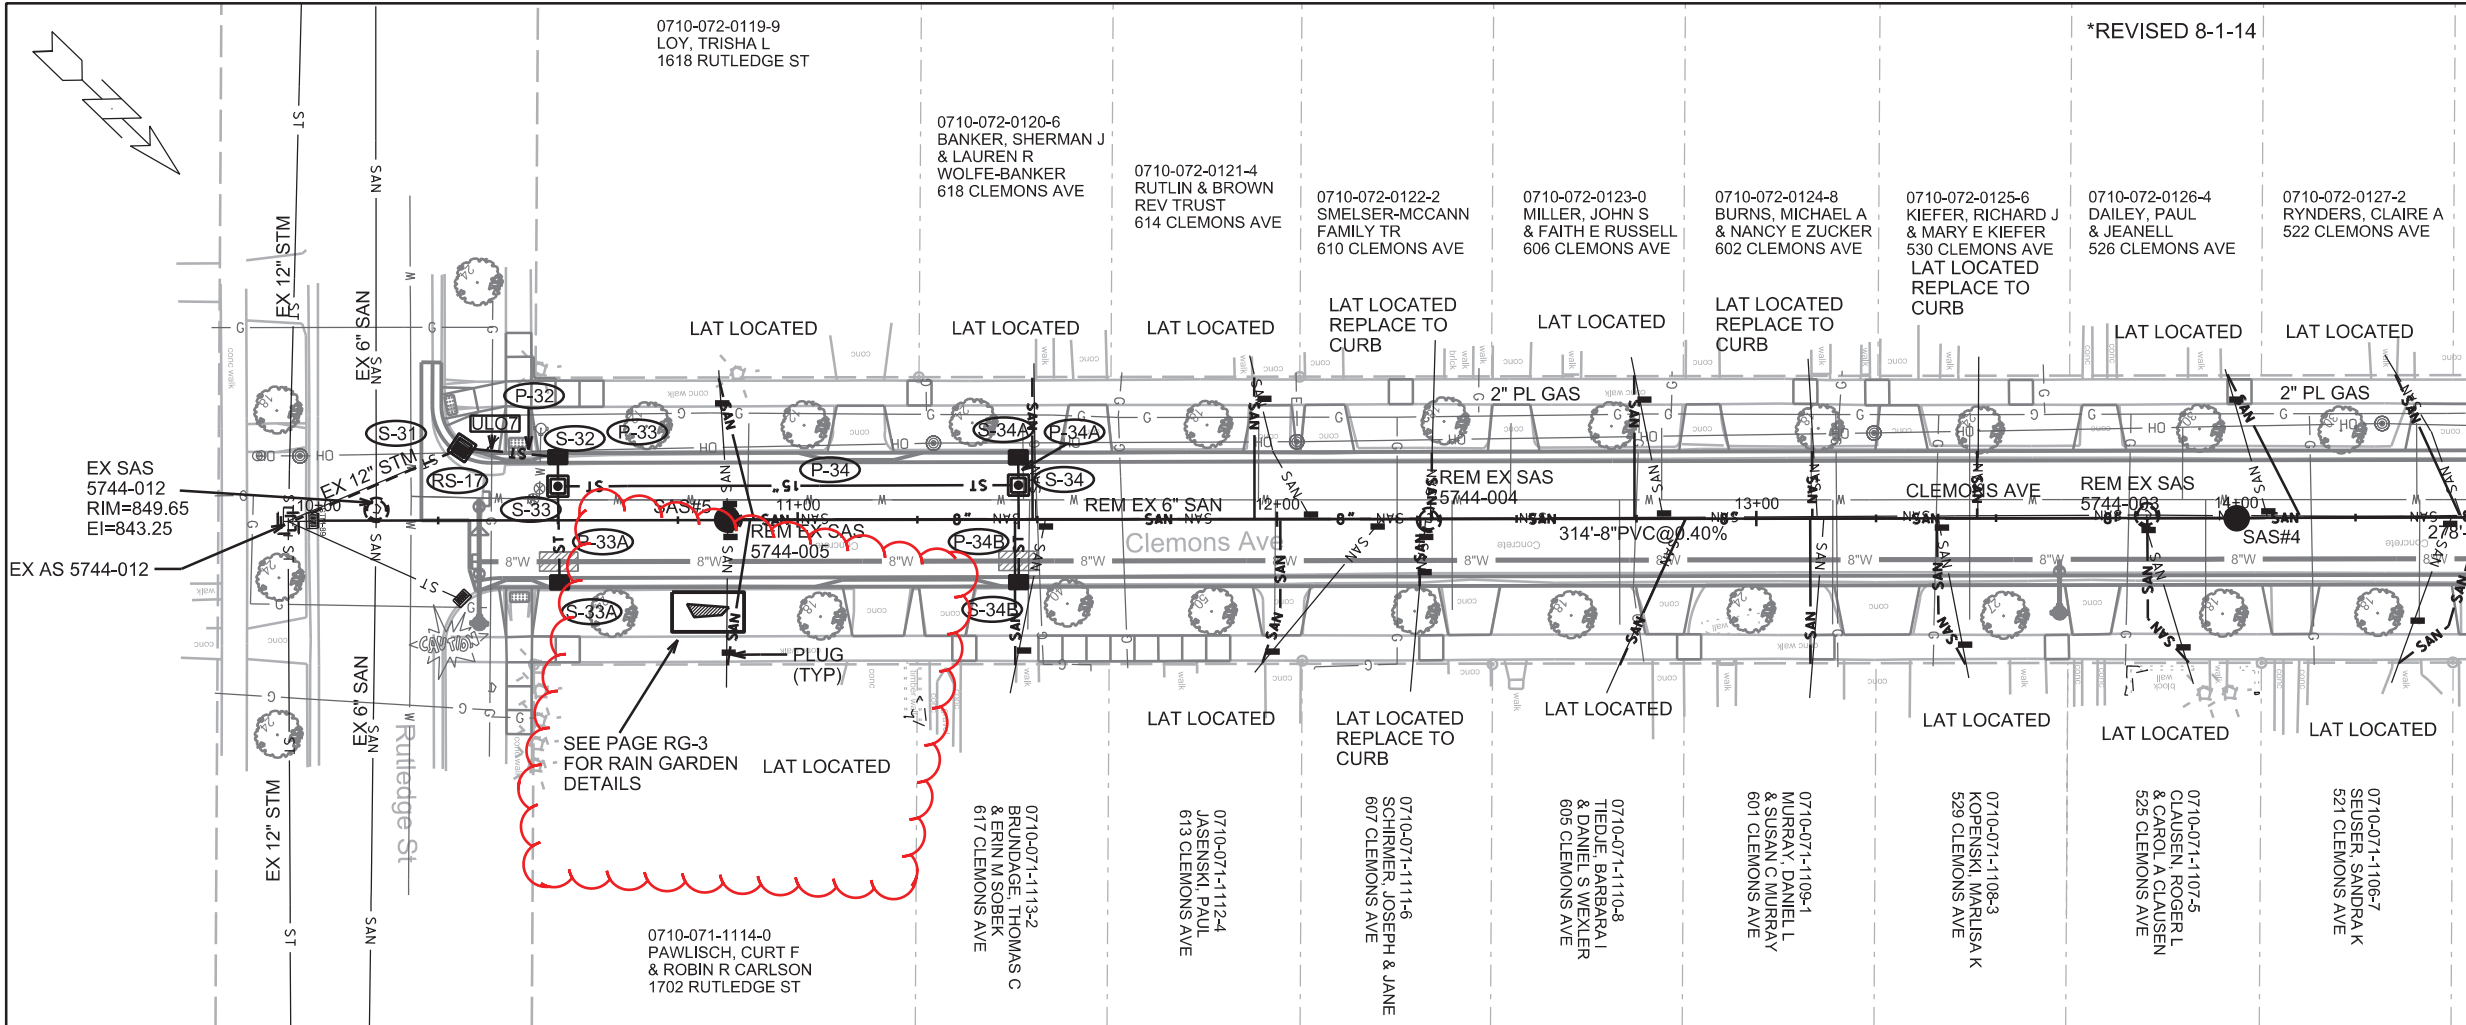 *REVISED 8-1-14
0710-072-0119-9
LOY, TRISHA L
1618 RUTLEDGE ST
0710-072-0120-6
BANKER, SHERMAN J
& LAUREN R
WOLFE-BANKER
618 CLEMONS AVE
0710-072-0121-4
RUTLIN & BROWN
REV TRUST
614 CLEMONS AVE
0710-072-0122-2
SMELSER-MCCANN
FAMILY TR
610 CLEMONS AVE
0710-072-0123-0
MILLER, JOHN S
& FAITH E RUSSELL
606 CLEMONS AVE
0710-072-0124-8
BURNS, MICHAEL A
& NANCY E ZUCKER
602 CLEMONS AVE
0710-072-0125-6
KIEFER, RICHARD J
& MARY E KIEFER
530 CLEMONS AVE
0710-072-0126-4
DAILEY, PAUL
& JEANELL
526 CLEMONS AVE
0710-072-0127-2
RYNDERS, CLAIRE A
522 CLEMONS AVE
LAT LOCATED
LAT LOCATED
LAT LOCATED
LAT LOCATED
REPLACE TO
CURB
LAT LOCATED
LAT LOCATED
REPLACE TO
CURB
LAT LOCATED
REPLACE TO
CURB
LAT LOCATED
LAT LOCATED
EX 12" STM
EX 6" SAN
2" PL GAS
2" PL GAS
P-32
UL07
S-31
S-32
P-33
S-34A
P-34A
RS-17
P-34
S-34
S-33
EX 12" STM
15"
EX SAS
5744-012
RIM=849.65
EI=843.25
EX AS 5744-012
10+00
SAS#5
11+00
REM EX SAS
5744-005
REM EX 6" SAN
12+00
8"
8"
REM EX SAS
5744-004
314'-8"PVC@0.40%
13+00
8"
CLEMONS AVE
REM EX SAS
5744-003
14+00
SAS#4
278'-
Clemons Ave
P-33A
P-34B
S-33A
S-34B
CAUTION
PLUG
(TYP)
SEE PAGE RG-3
FOR RAIN GARDEN
DETAILS
LAT LOCATED
LAT LOCATED
LAT LOCATED
REPLACE TO
CURB
LAT LOCATED
LAT LOCATED
LAT LOCATED
LAT LOCATED
EX 6" SAN
EX 12" STM
Rutledge St
0710-071-1114-0
PAWLISCH, CURT F
& ROBIN R CARLSON
1702 RUTLEDGE ST
0710-071-1113-2
BRUNDAGE, THOMAS C
& ERIN M SOBEK
617 CLEMONS AVE
0710-071-1112-4
JASENSKI, PAUL
613 CLEMONS AVE
0710-071-1111-6
SCHIRMER, JOSEPH & JANE
607 CLEMONS AVE
0710-071-1110-8
TIEDJE, BARBARA I
& DANIEL S WEXLER
605 CLEMONS AVE
0710-071-1109-1
MURRAY, DANIEL L
& SUSAN C MURRAY
601 CLEMONS AVE
0710-071-1108-3
KOPENSKI, MARLISA K
529 CLEMONS AVE
0710-071-1107-5
CLAUSEN, ROGER L
& CAROL A CLAUSEN
525 CLEMONS AVE
0710-071-1106-7
SEUSER, SANDRA K
521 CLEMONS AVE